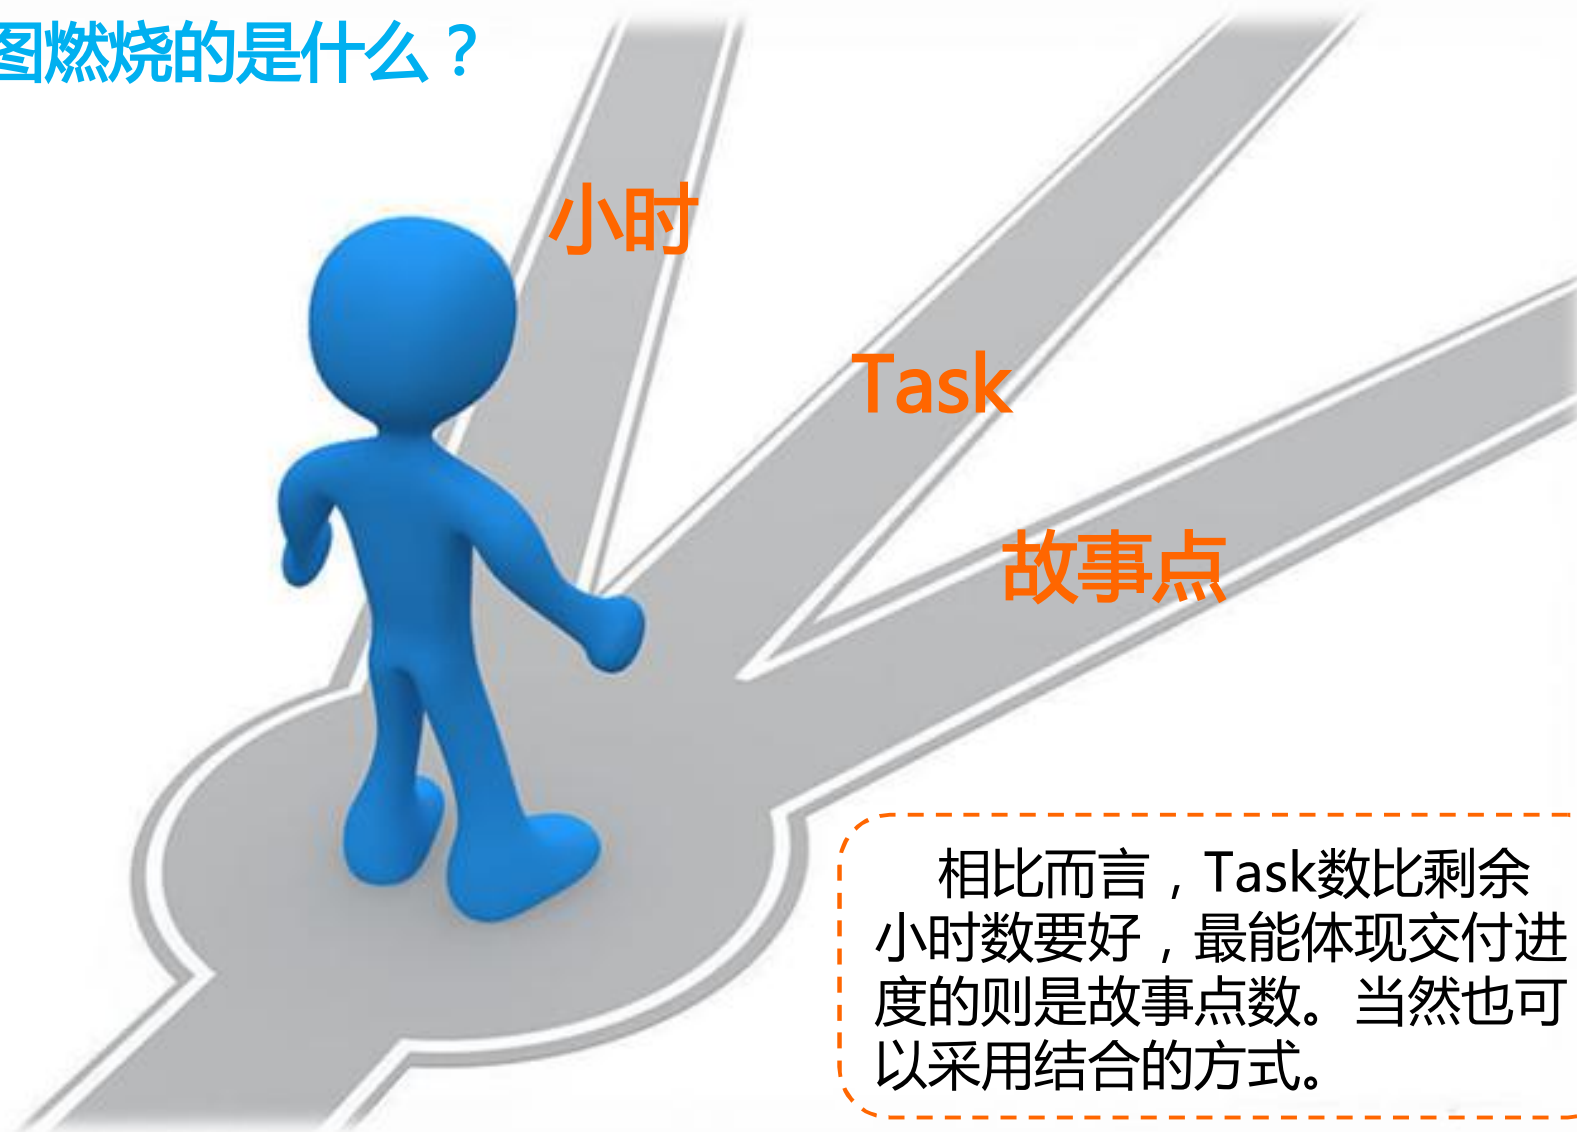 图燃烧的是什么？
小时
Task
故事点
相比而言，Task数比剩余
小时数要好，最能体现交付进
度的则是故事点数。当然也可
以采用结合的方式。